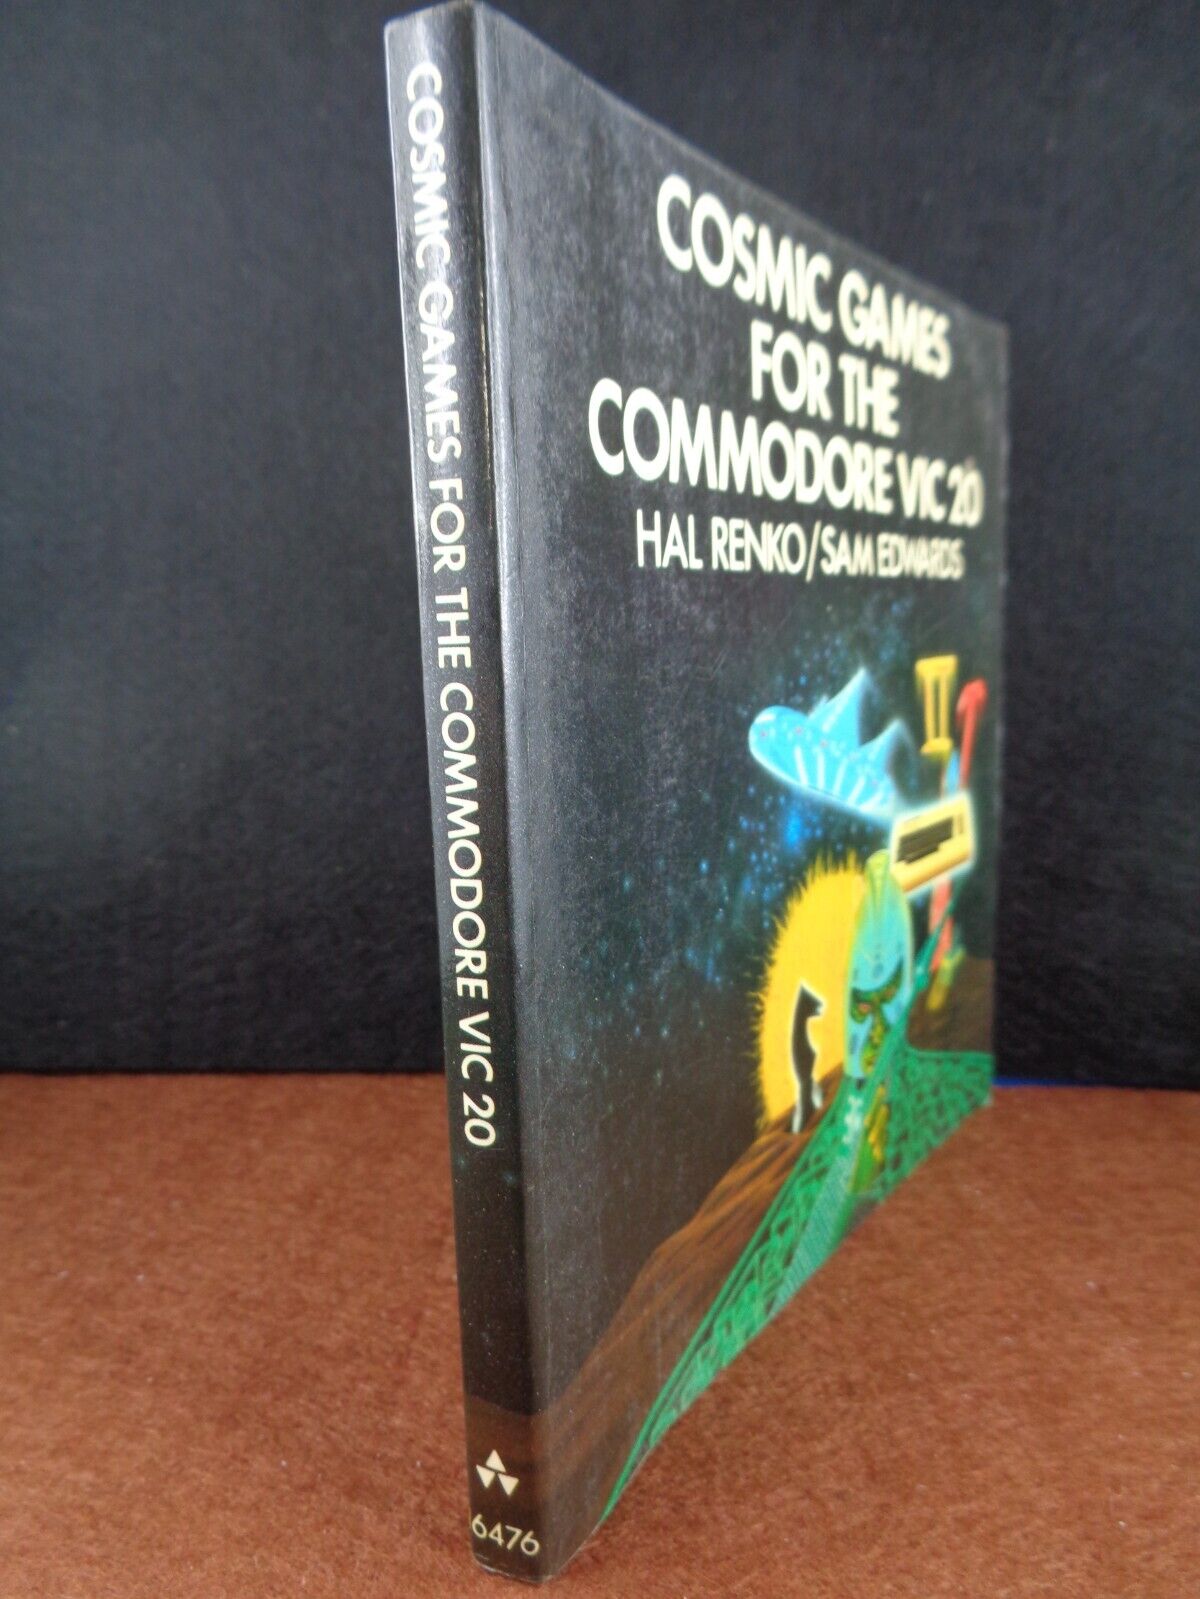 COSMIC GAMES FOR THE COMMODORE VIC 20
6476
COSMIC GAMES
FOR THE
COMMODORE VIC 20
HAL RENKO/SAM EDWARDS